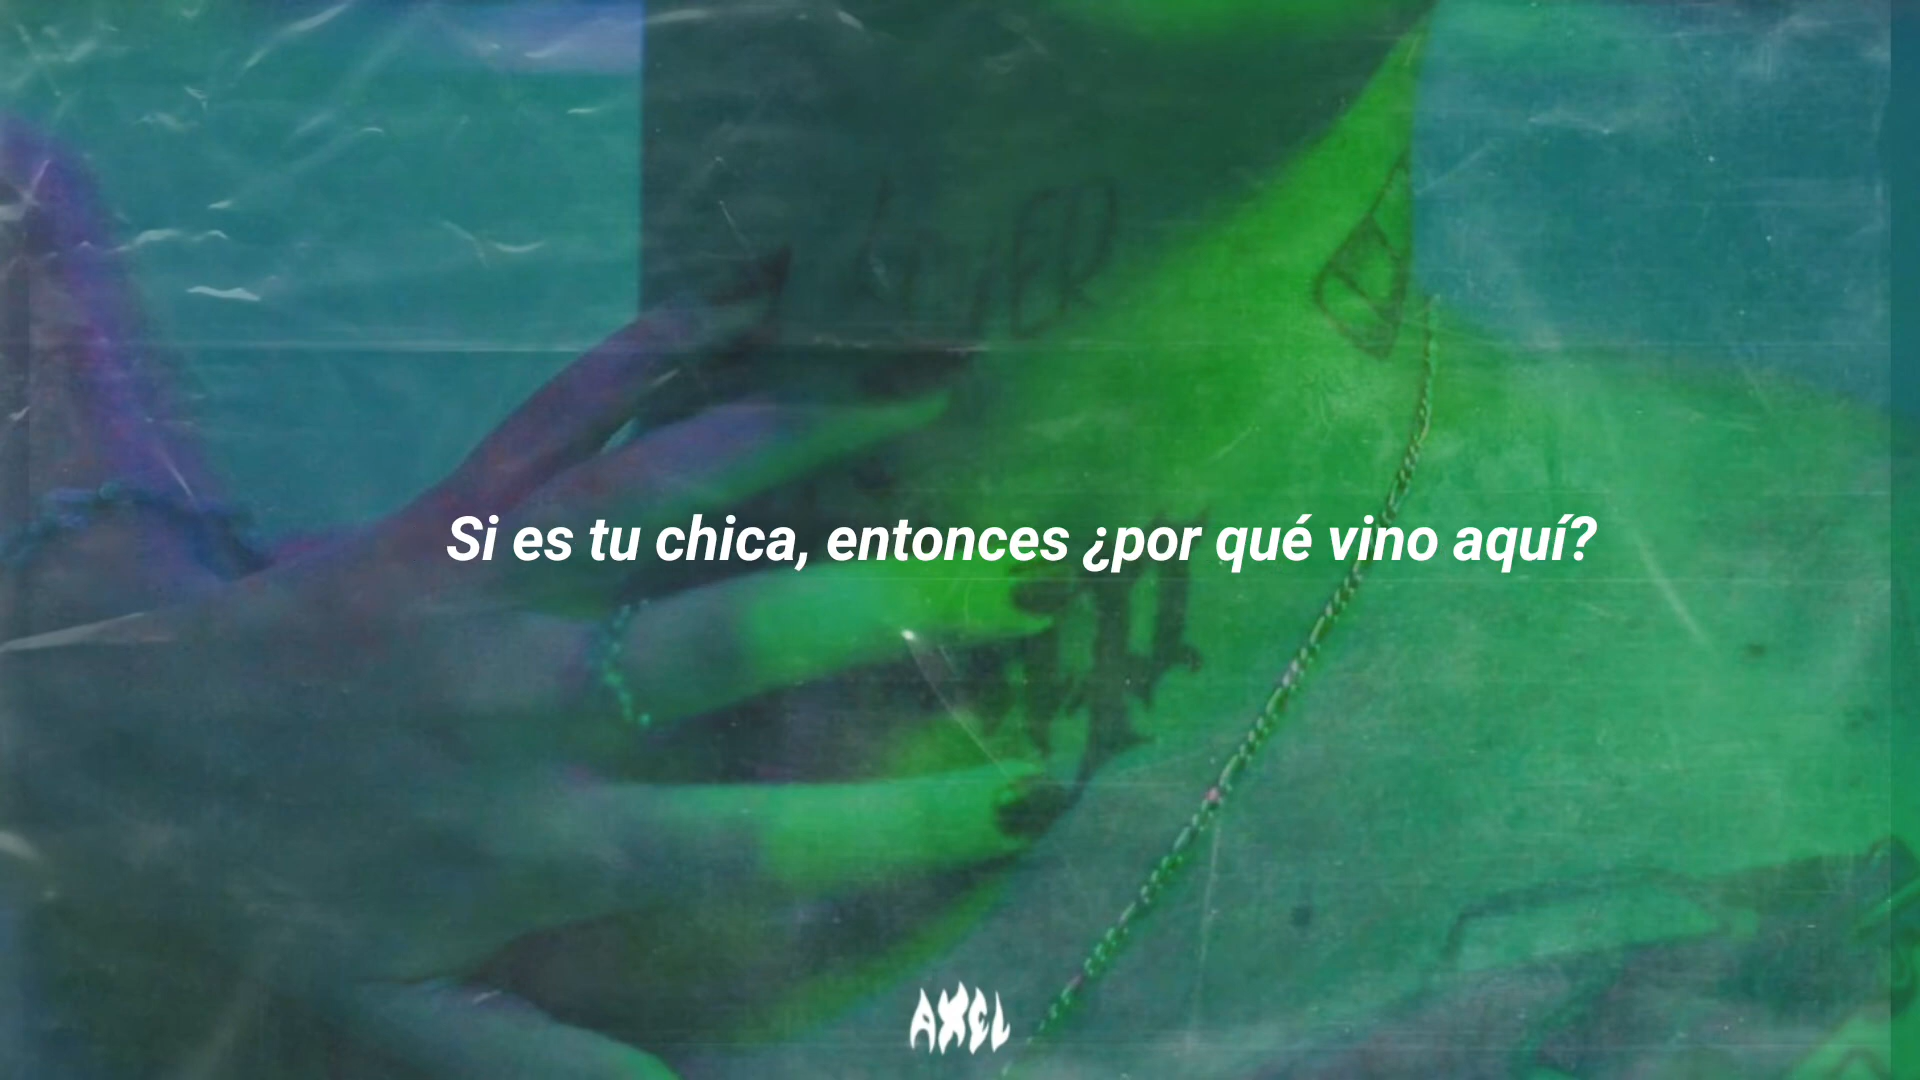 Si es tu chica, entonces ¿por qué vino aquí?
AXEL